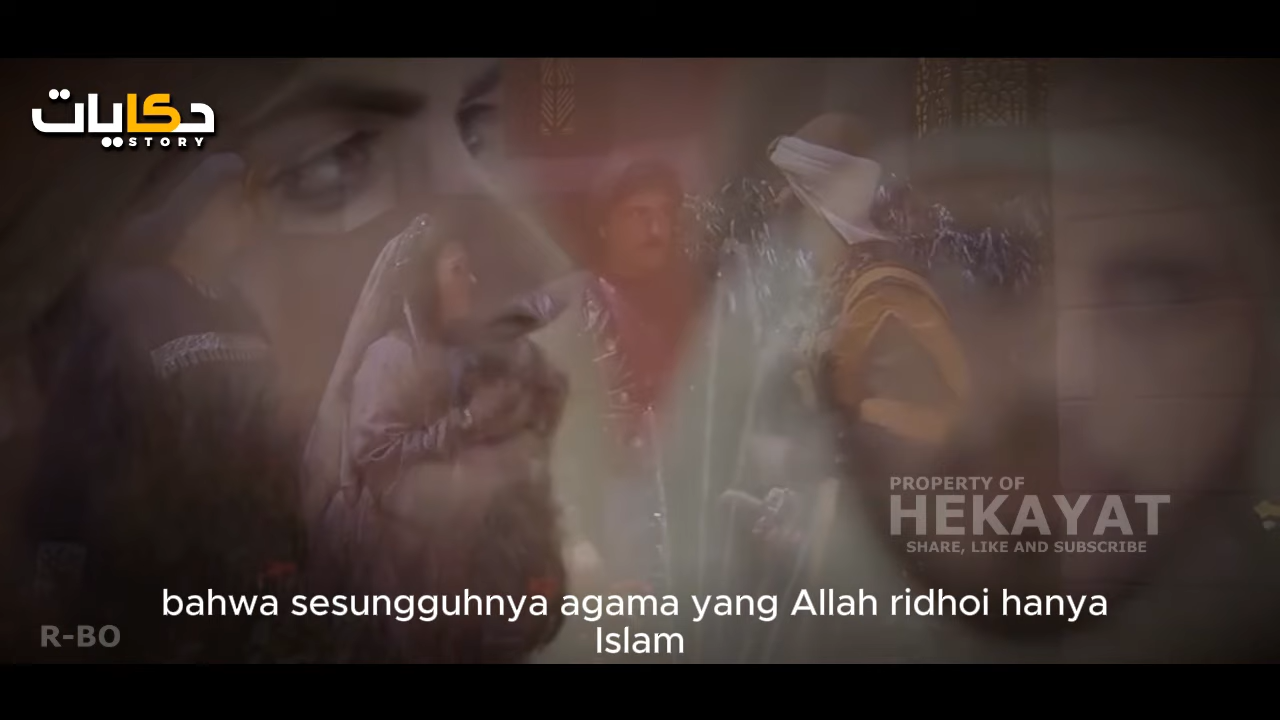 حكايات
STORY
PROPERTY OF
HEKAYAT
SHARE, LIKE AND SUBSCRIBE
bahwa sesungguhnya agama yang Allah ridhoi hanya
Islam
R-BO